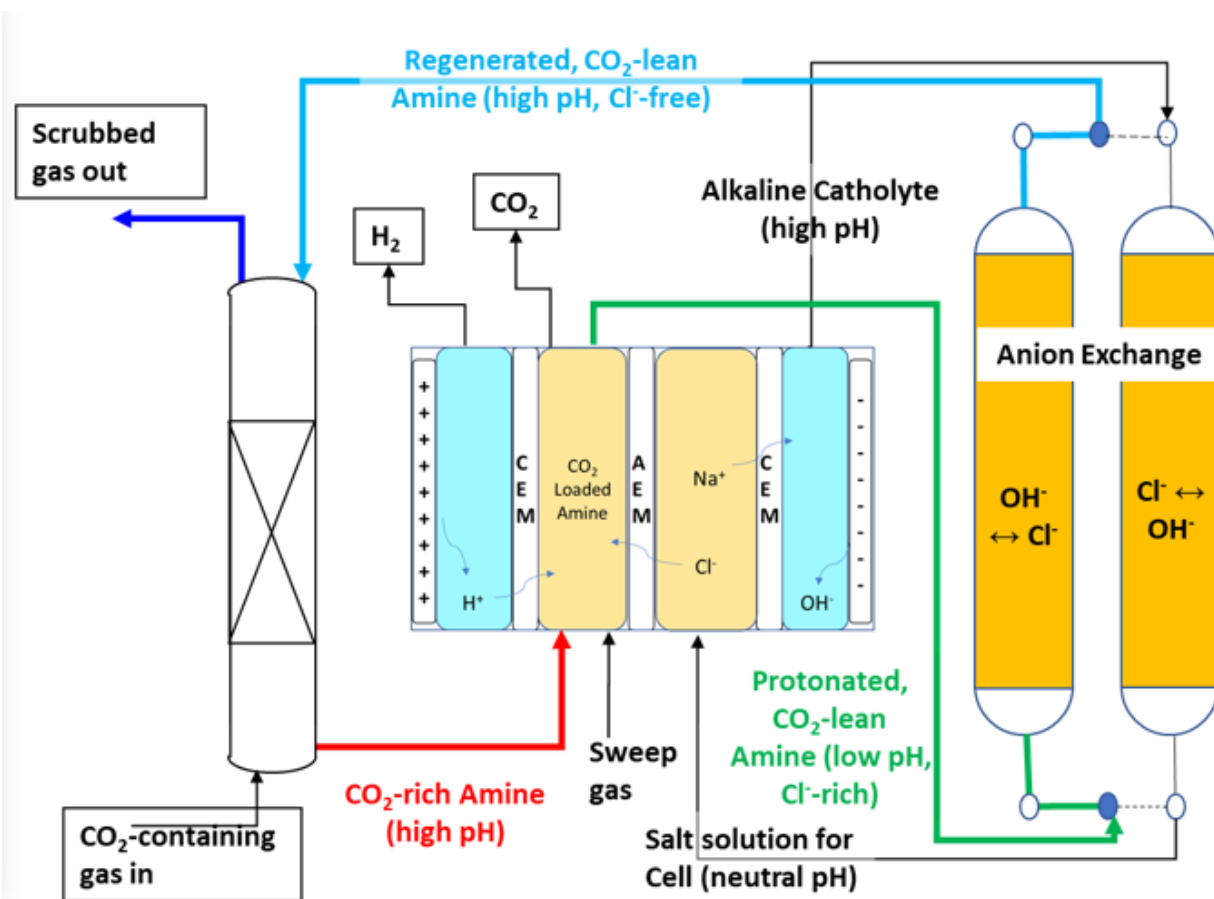 Regenerated, CO₂-lean
Amine (high pH, Cl⁻-free)
Scrubbed
gas out
CO₂
H₂
Alkaline Catholyte
(high pH)
Anion Exchange
+
+
+
+
+
+
+
+
+
C
E
M
CO₂
Loaded
Amine
A
E
M
Na⁺
Cl⁻
C
E
M
H⁺
OH⁻
-
-
-
-
-
-
-
-
-
OH⁻
↔ Cl⁻
Cl⁻ ↔
OH⁻
CO₂-rich Amine
(high pH)
Sweep
gas
Protonated,
CO₂-lean
Amine (low pH,
Cl⁻-rich)
CO₂-containing
gas in
Salt solution for
Cell (neutral pH)